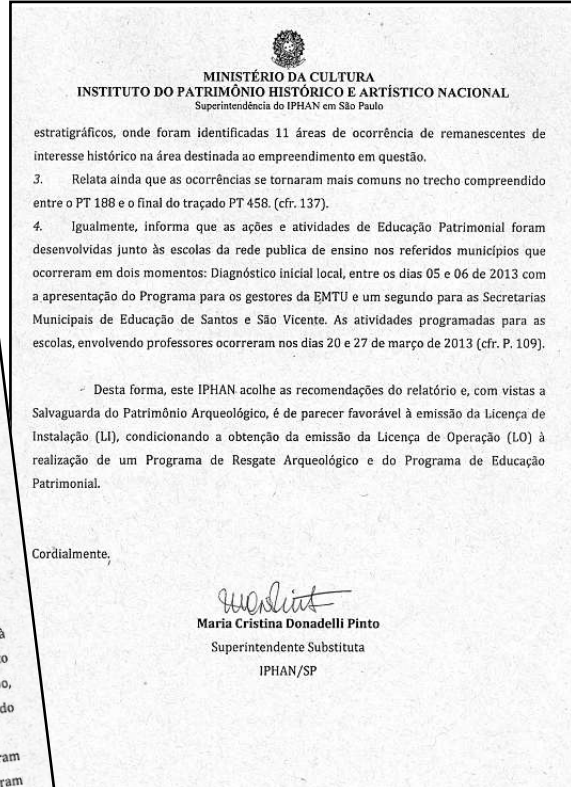 MINISTÉRIO DA CULTURA
INSTITUTO DO PATRIMÔNIO HISTÓRICO E ARTÍSTICO NACIONAL
Superintendência do IPHAN em São Paulo
estratigráficos, onde foram identificadas 11 áreas de ocorrência de remanescentes de
interesse histórico na área destinada ao empreendimento em questão.
3. Relata ainda que as ocorrências se tornaram mais comuns no trecho compreendido
entre o PT 188 e o final do traçado PT 458. (cfr. 137).
4. Igualmente, informa que as ações e atividades de Educação Patrimonial foram
desenvolvidas junto às escolas da rede publica de ensino nos referidos municípios que
ocorreram em dois momentos: Diagnóstico inicial local, entre os dias 05 e 06 de 2013 com
a apresentação do Programa para os gestores da EMTU e um segundo para as Secretarias
Municipais de Educação de Santos e São Vicente. As atividades programadas para as
escolas, envolvendo professores ocorreram nos dias 20 e 27 de março de 2013 (cfr. P. 109).
Desta forma, este IPHAN acolhe as recomendações do relatório e, com vistas a
Salvaguarda do Patrimônio Arqueológico, é de parecer favorável à emissão da Licença de
Instalação (LI), condicionando a obtenção da emissão da Licença de Operação (LO) à
realização de um Programa de Resgate Arqueológico e do Programa de Educação
Patrimonial.
Cordialmente,
Maria Cristina Donadelli Pinto
Superintendente Substituta
IPHAN/SP
à
o
o,
do
ram
ram